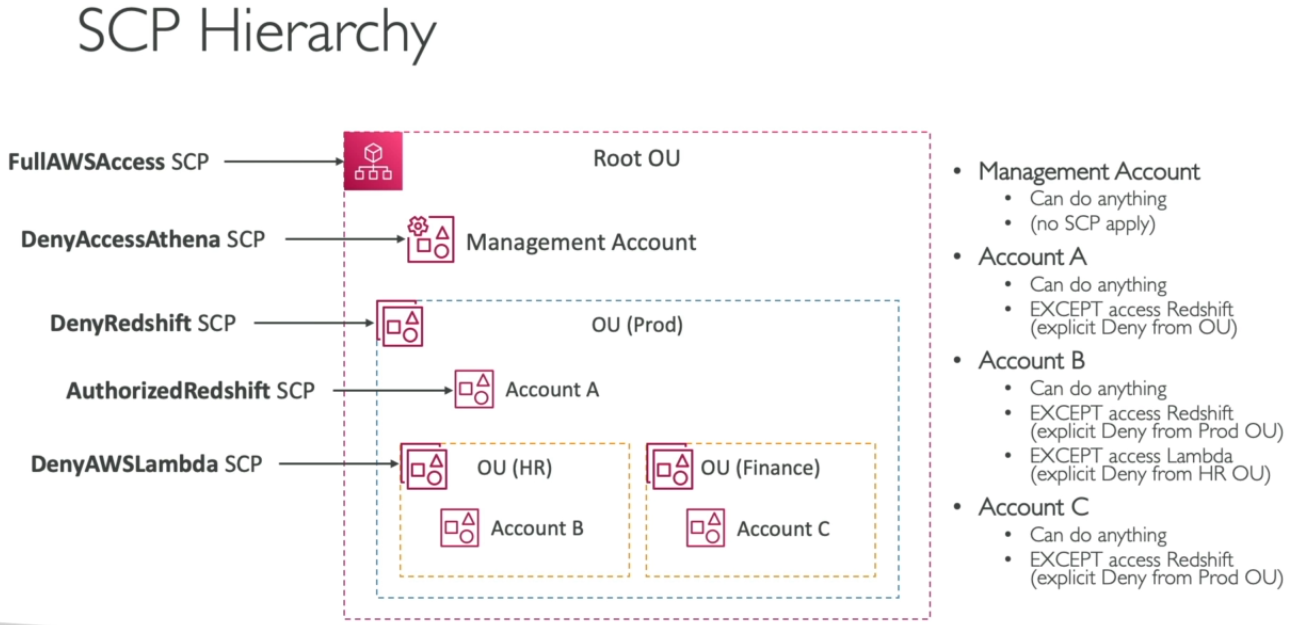 SCP Hierarchy
FullAWSAccess SCP
Root OU
DenyAccessAthena SCP
Management Account
DenyRedshift SCP
OU (Prod)
AuthorizedRedshift SCP
Account A
DenyAWSLambda SCP
OU (HR)
OU (Finance)
Account B
Account C
• Management Account
• Can do anything
• (no SCP apply)
• Account A
• Can do anything
• EXCEPT access Redshift
(explicit Deny from OU)
• Account B
• Can do anything
• EXCEPT access Redshift
(explicit Deny from Prod OU)
• EXCEPT access Lambda
(explicit Deny from HR OU)
• Account C
• Can do anything
• EXCEPT access Redshift
(explicit Deny from Prod OU)